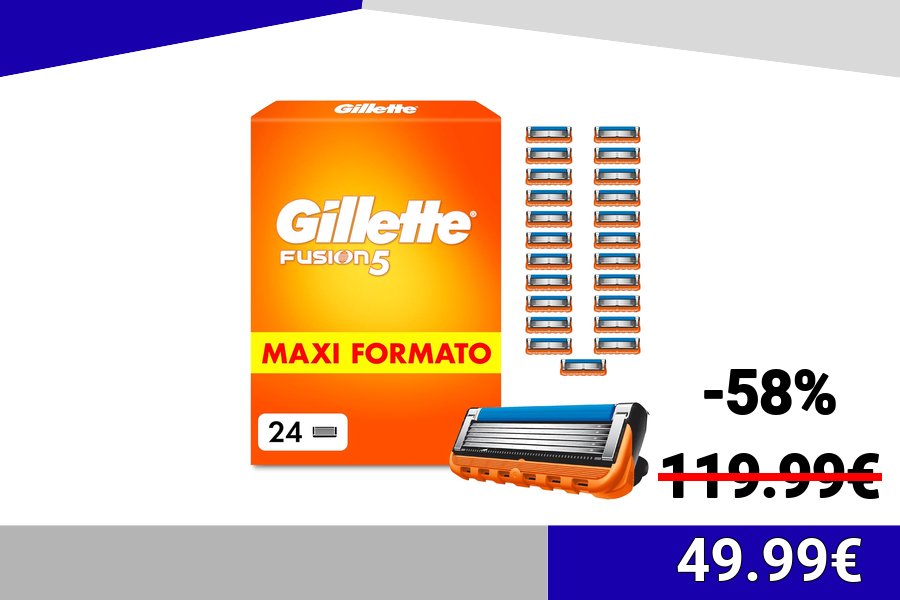 Gillette
Gillette®
FUSION5
MAXI FORMATO
24
-58%
119.99€
49.99€